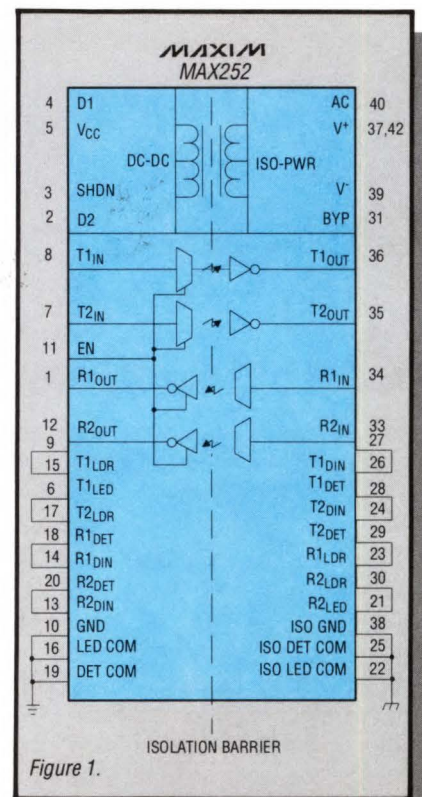 MAXIM
MAX252
4 D1 AC 40
5 VCC V+ 37,42
DC-DC ISO-PWR
3 SHDN V- 39
2 D2 BYP 31
8 T1IN T1OUT 36
7 T2IN T2OUT 35
11 EN
1 R1OUT R1IN 34
12 R2OUT R2IN 33
9 27
15 T1LDR T1DIN 26
6 T1LED T1DET 28
17 T2LDR T2DIN 24
18 R1DET T2DET 29
14 R1DIN R1LDR 23
20 R2DET R2LDR 30
13 R2DIN R2LED 21
10 GND ISO GND 38
16 LED COM ISO DET COM 25
19 DET COM ISO LED COM 22
ISOLATION BARRIER
Figure 1.